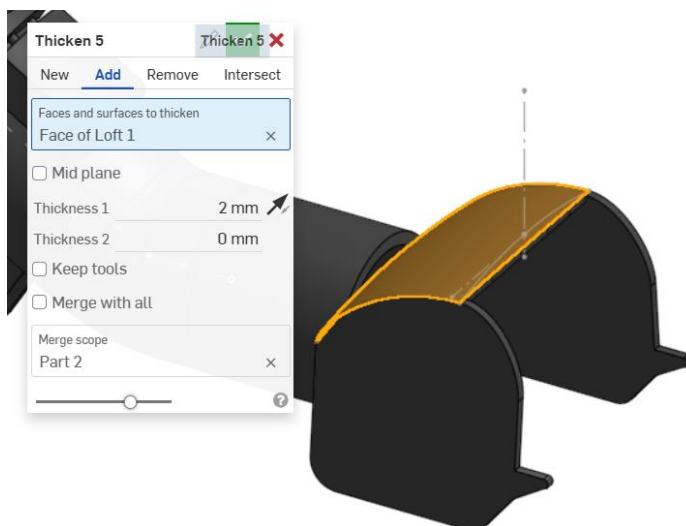 Thicken 5 Thicken 5
New Add Remove Intersect
Faces and surfaces to thicken
Face of Loft 1
Mid plane
Thickness 1 2 mm
Thickness 2 0 mm
Keep tools
Merge with all
Merge scope
Part 2
?